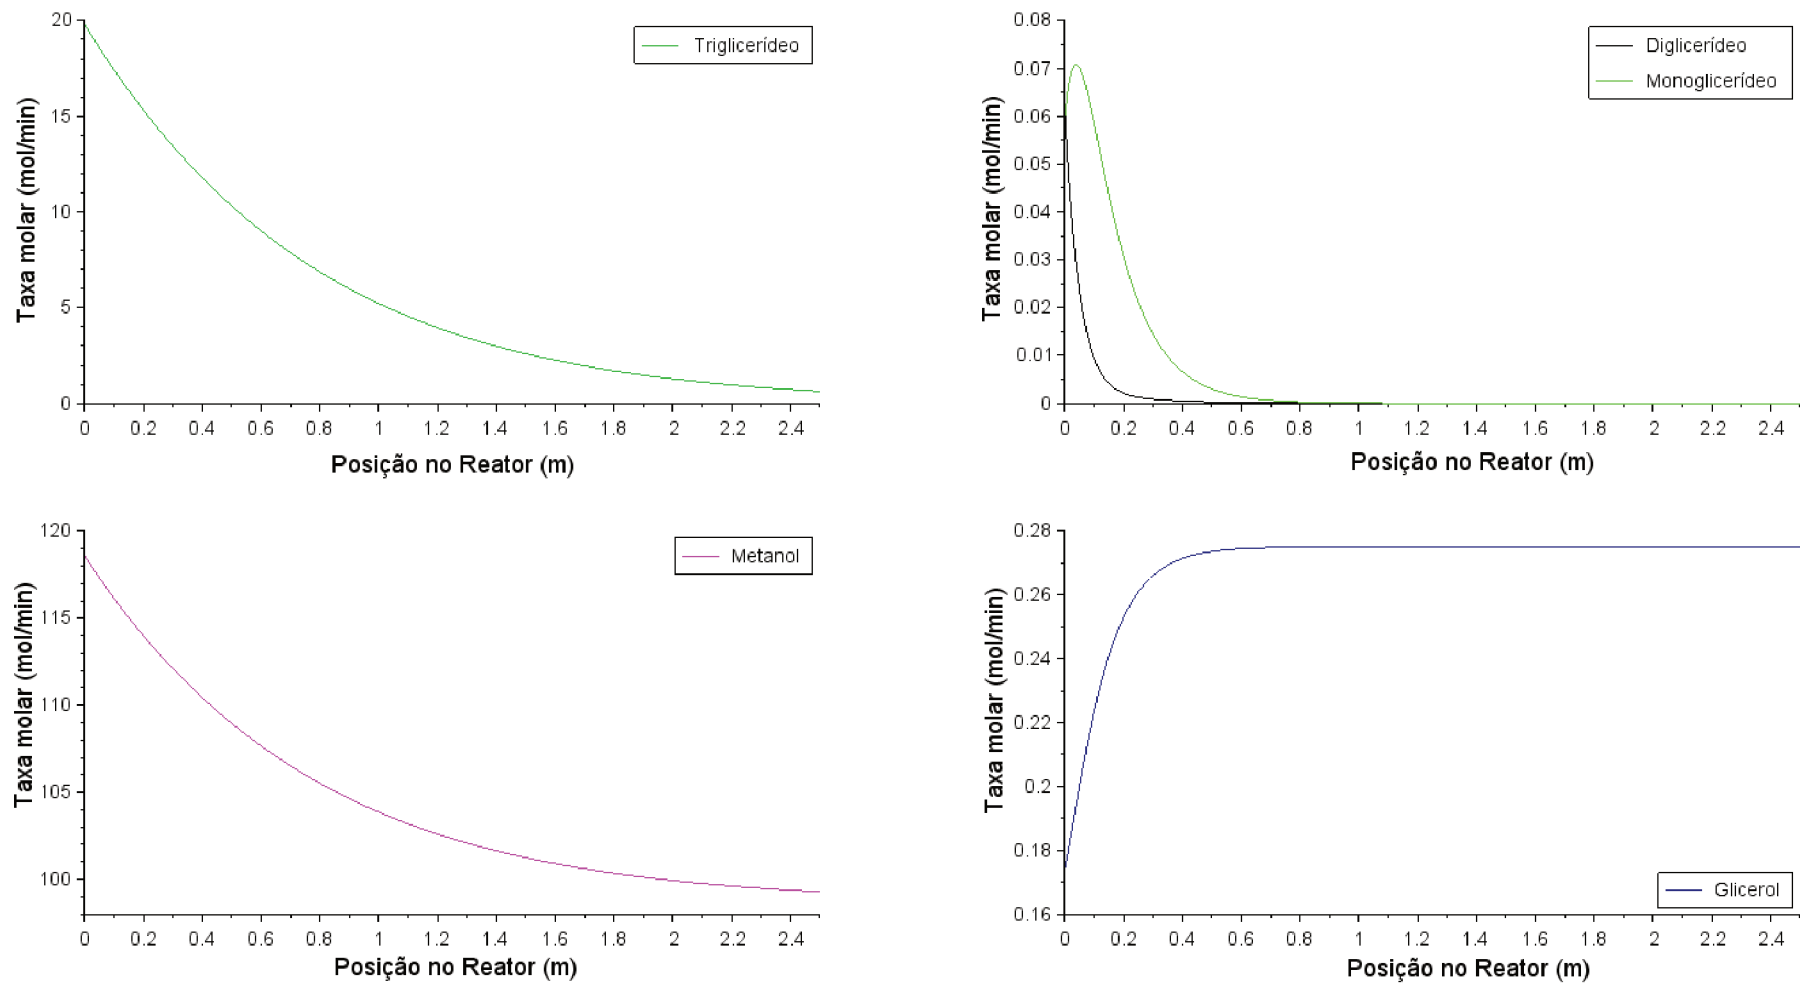 20
15
10
5
0
Taxa molar (mol/min)
Triglicerídeo
0 0.2 0.4 0.6 0.8 1 1.2 1.4 1.6 1.8 2 2.2 2.4
Posição no Reator (m)
0.08
0.07
0.06
0.05
0.04
0.03
0.02
0.01
0
Taxa molar (mol/min)
Diglicerídeo
Monoglicerídeo
0 0.2 0.4 0.6 0.8 1 1.2 1.4 1.6 1.8 2 2.2 2.4
Posição no Reator (m)
120
115
110
105
100
Taxa molar (mol/min)
Metanol
0 0.2 0.4 0.6 0.8 1 1.2 1.4 1.6 1.8 2 2.2 2.4
Posição no Reator (m)
0.28
0.26
0.24
0.22
0.2
0.18
0.16
Taxa molar (mol/min)
Glicerol
0 0.2 0.4 0.6 0.8 1 1.2 1.4 1.6 1.8 2 2.2 2.4
Posição no Reator (m)